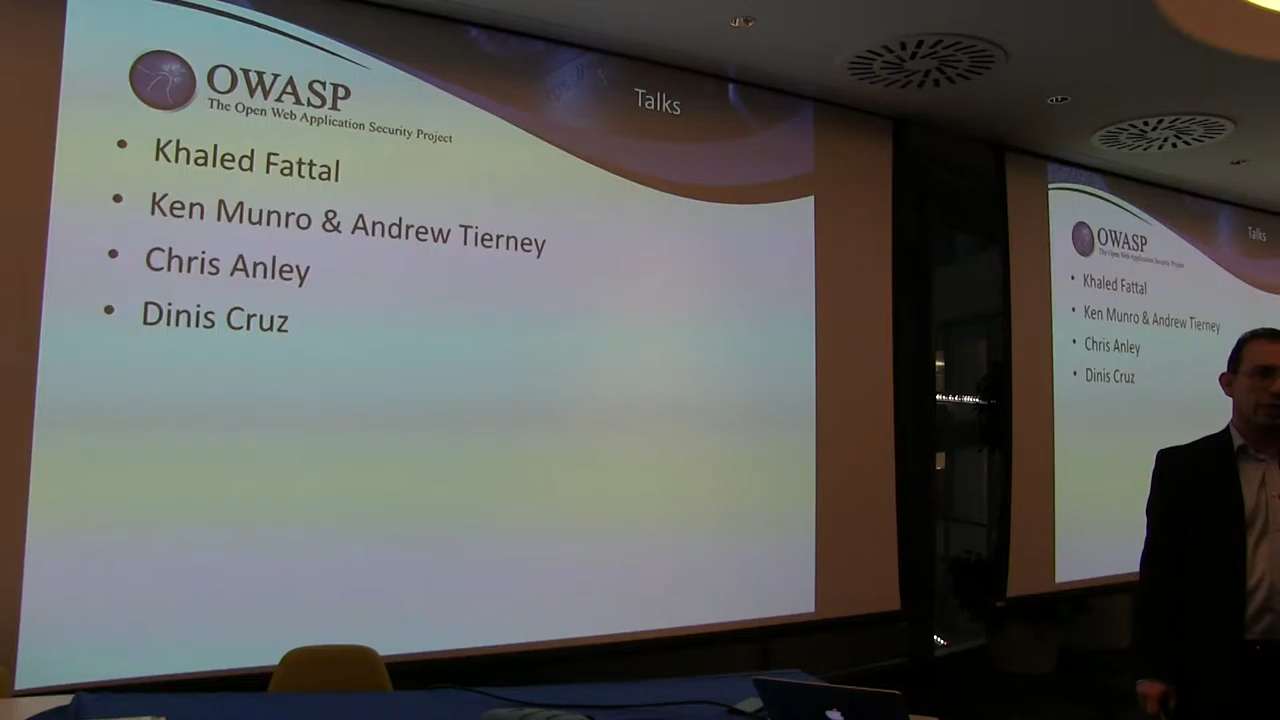 OWASP
The Open Web Application Security Project
Talks
• Khaled Fattal
• Ken Munro & Andrew Tierney
• Chris Anley
• Dinis Cruz
OWASP
The Open Web Application Security Project
Talks
• Khaled Fattal
• Ken Munro & Andrew Tierney
• Chris Anley
• Dinis Cruz